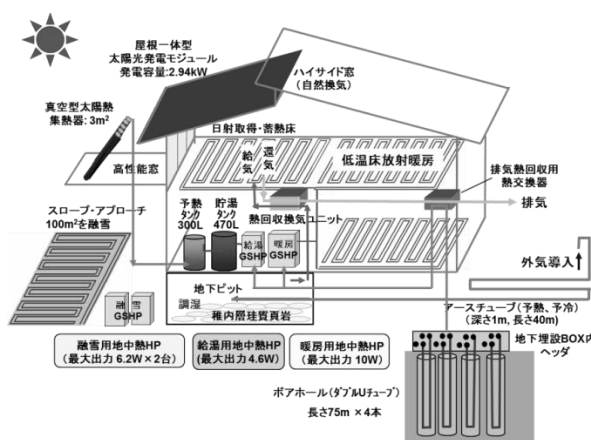 屋根一体型
太陽光発電モジュール
発電容量:2.94kW
ハイサイド窓
(自然換気)
真空型太陽熱
集熱器: 3m²
日射取得・蓄熱床
給気
還気
低温床放射暖房
高性能窓
排気熱回収用
熱交換器
排気
スロープ・アプローチ
100m²を融雪
予熱
タンク
300L
貯湯
タンク
470L
熱回収換気ユニット
給湯
GSHP
暖房
GSHP
外気導入
地下ピット
調湿
稚内層珪質頁岩
融雪
GSHP
アースチューブ(予熱、予冷)
(深さ1m, 長さ40m)
地下埋設BOX内
ヘッダ
融雪用地中熱HP
(最大出力 6.2W×2台)
給湯用地中熱HP
(最大出力 4.6W)
暖房用地中熱HP
(最大出力 10W)
ボアホール(ダブルUチューブ)
長さ75m ×4本